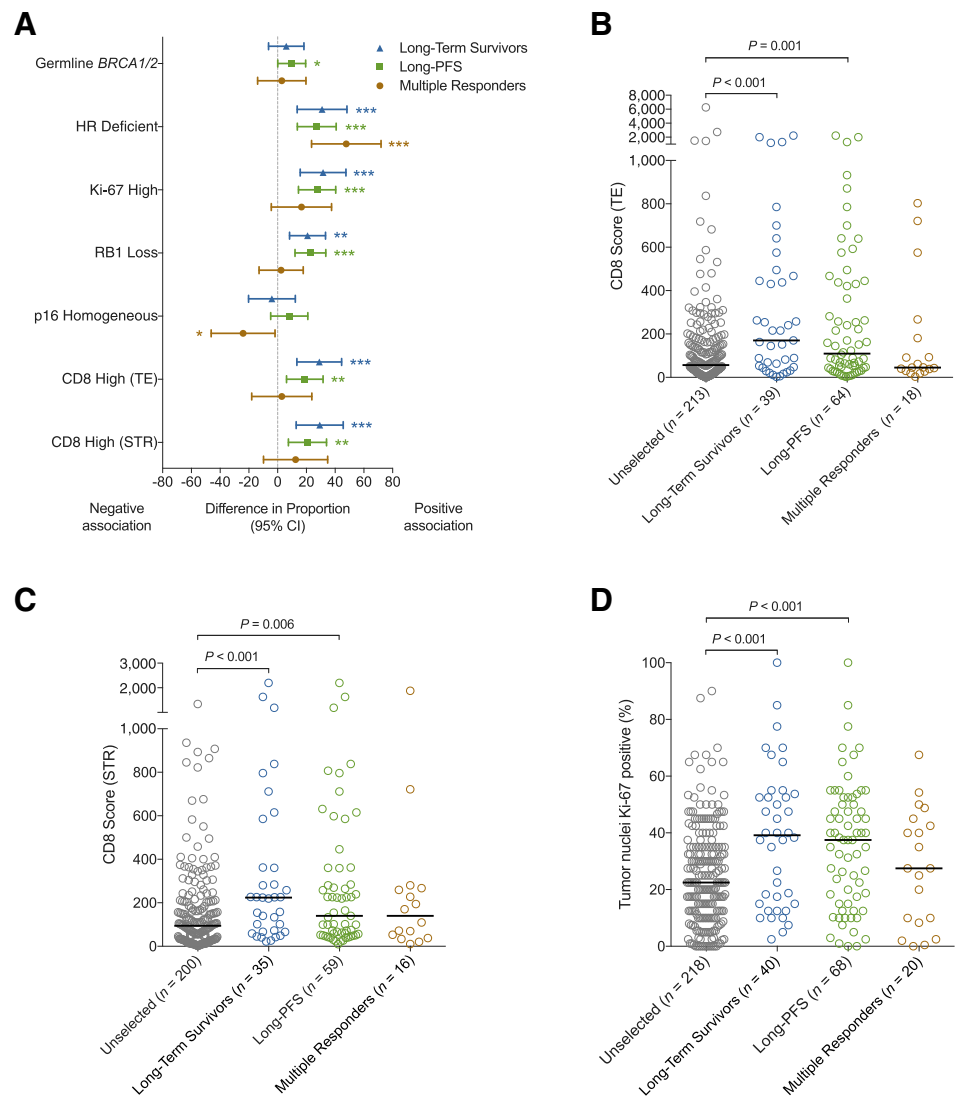 A
Long-Term Survivors
Long-PFS
Multiple Responders
Germline BRCA1/2
*
HR Deficient
***
***
***
Ki-67 High
***
***
RB1 Loss
**
***
p16 Homogeneous
*
CD8 High (TE)
***
**
CD8 High (STR)
***
**
-80 -60 -40 -20 0 20 40 60 80
Negative association
Difference in Proportion (95% CI)
Positive association
B
P = 0.001
P < 0.001
CD8 Score (TE)
8,000
6,000
4,000
2,000
1,000
800
600
400
200
0
Unselected (n = 213)
Long-Term Survivors (n = 39)
Long-PFS (n = 64)
Multiple Responders (n = 18)
C
P = 0.006
P < 0.001
CD8 Score (STR)
3,000
2,000
1,000
800
600
400
200
0
Unselected (n = 200)
Long-Term Survivors (n = 35)
Long-PFS (n = 59)
Multiple Responders (n = 16)
D
P < 0.001
P < 0.001
Tumor nuclei Ki-67 positive (%)
100
80
60
40
20
0
Unselected (n = 218)
Long-Term Survivors (n = 40)
Long-PFS (n = 68)
Multiple Responders (n = 20)